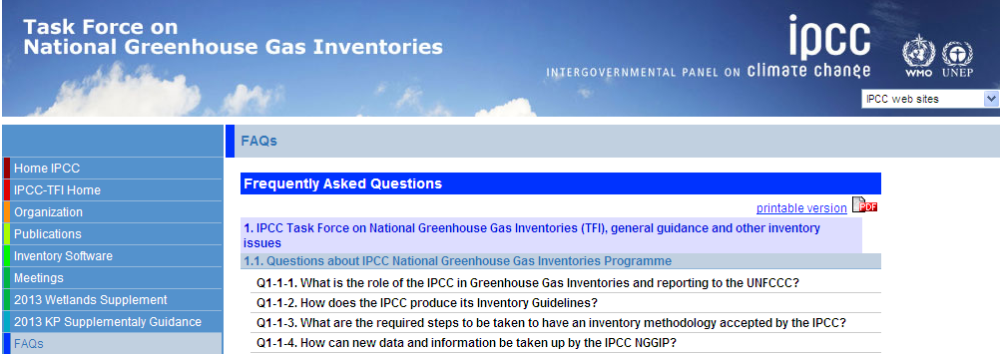 Task Force on
National Greenhouse Gas Inventories
ipcc
INTERGOVERNMENTAL PANEL ON climate change
WMO UNEP
IPCC web sites
FAQs
Home IPCC
IPCC-TFI Home
Organization
Publications
Inventory Software
Meetings
2013 Wetlands Supplement
2013 KP Supplementaly Guidance
FAQs
Frequently Asked Questions
printable version PDF
1. IPCC Task Force on National Greenhouse Gas Inventories (TFI), general guidance and other inventory
issues
1.1. Questions about IPCC National Greenhouse Gas Inventories Programme
Q1-1-1. What is the role of the IPCC in Greenhouse Gas Inventories and reporting to the UNFCCC?
Q1-1-2. How does the IPCC produce its Inventory Guidelines?
Q1-1-3. What are the required steps to be taken to have an inventory methodology accepted by the IPCC?
Q1-1-4. How can new data and information be taken up by the IPCC NGGIP?